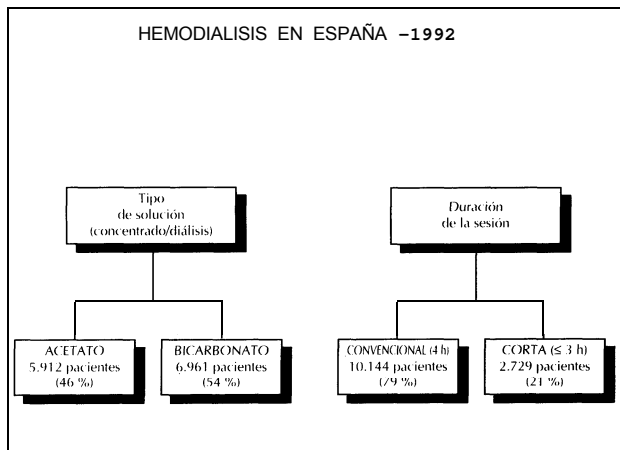 HEMODIALISIS EN ESPAÑA –1992
Tipo
de solución
(concentrado/diálisis)
Duración
de la sesión
ACETATO
5.912 pacientes
(46 %)
BICARBONATO
6.961 pacientes
(54 %)
CONVENCIONAL (4 h)
10.144 pacientes
(79 %)
CORTA (≤ 3 h)
2.729 pacientes
(21 %)